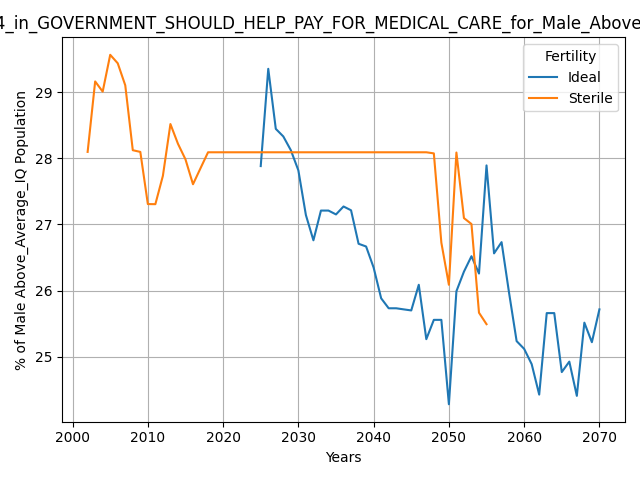 4_in_GOVERNMENT_SHOULD_HELP_PAY_FOR_MEDICAL_CARE_for_Male_Above
Fertility
Ideal
Sterile
% of Male Above_Average_IQ Population
29
28
27
26
25
2000 2010 2020 2030 2040 2050 2060 2070
Years